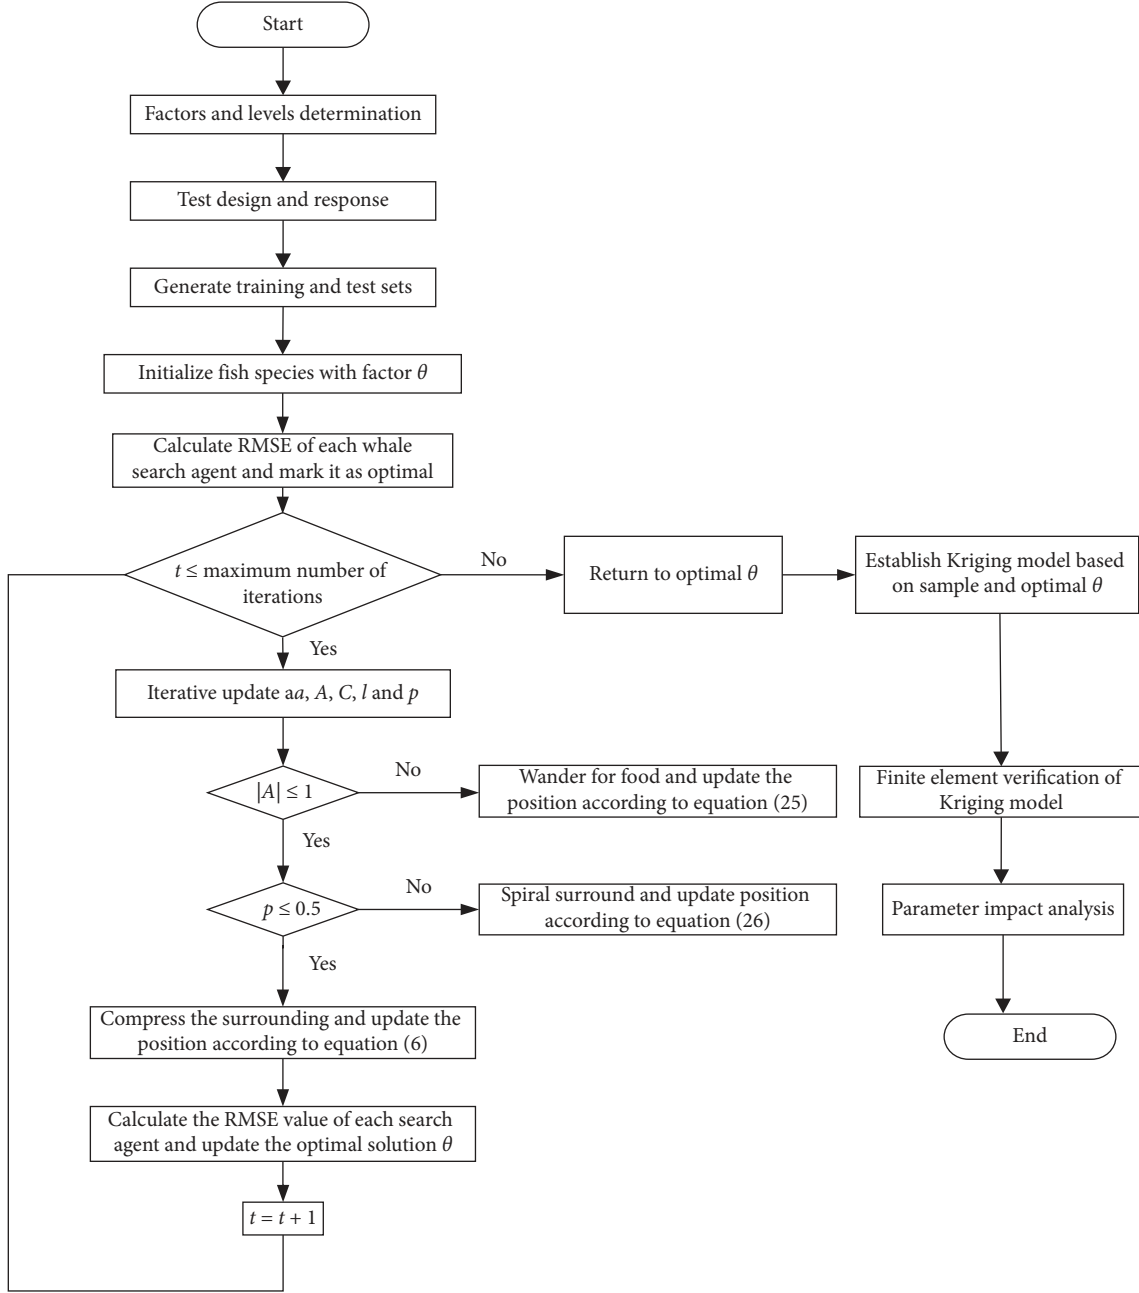 Start
Factors and levels determination
Test design and response
Generate training and test sets
Initialize fish species with factor θ
Calculate RMSE of each whale
search agent and mark it as optimal
t ≤ maximum number of
iterations
No
Return to optimal θ
Establish Kriging model based
on sample and optimal θ
Yes
Iterative update aa, A, C, l and p
|A| ≤ 1
No
Wander for food and update the
position according to equation (25)
Finite element verification of
Kriging model
Yes
p ≤ 0.5
No
Spiral surround and update position
according to equation (26)
Parameter impact analysis
Yes
Compress the surrounding and update the
position according to equation (6)
End
Calculate the RMSE value of each search
agent and update the optimal solution θ
t = t + 1